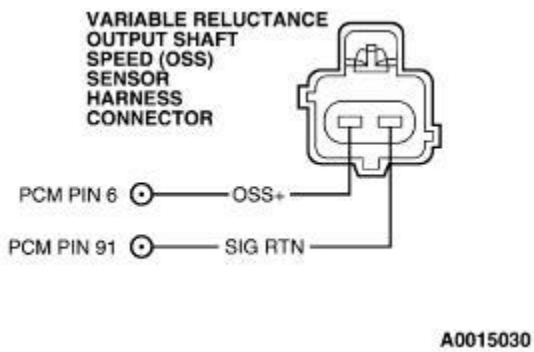 VARIABLE RELUCTANCE
OUTPUT SHAFT
SPEED (OSS)
SENSOR
HARNESS
CONNECTOR
PCM PIN 6 OSS+
PCM PIN 91 SIG RTN
A0015030